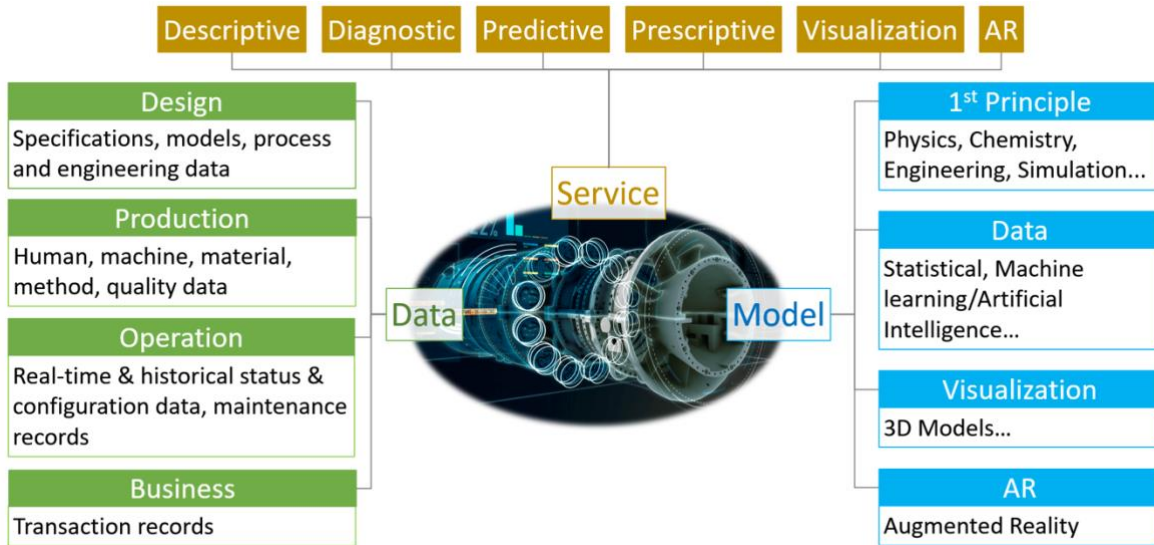 Descriptive
Diagnostic
Predictive
Prescriptive
Visualization
AR
Design
Specifications, models, process
and engineering data
Production
Human, machine, material,
method, quality data
Operation
Real-time & historical status &
configuration data, maintenance
records
Business
Transaction records
Service
Data
Model
1st Principle
Physics, Chemistry,
Engineering, Simulation...
Data
Statistical, Machine
learning/Artificial
Intelligence...
Visualization
3D Models...
AR
Augmented Reality